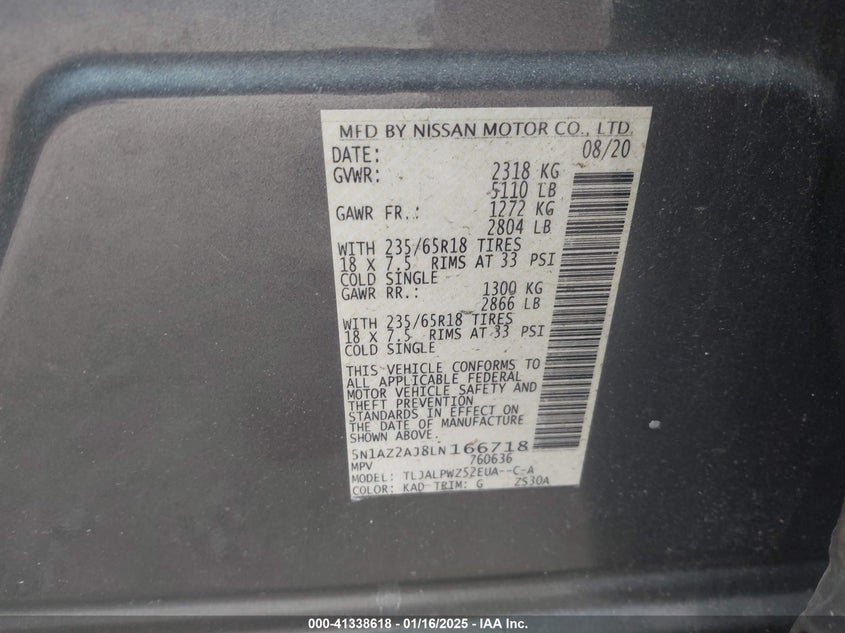 MFD BY NISSAN MOTOR CO., LTD.
DATE: 08/20
GVWR: 2318 KG
5110 LB
GAWR FR.: 1272 KG
2804 LB
WITH 235/65R18 TIRES
18 X 7.5 RIMS AT 33 PSI
COLD SINGLE
GAWR RR.: 1300 KG
2866 LB
WITH 235/65R18 TIRES
18 X 7.5 RIMS AT 33 PSI
COLD SINGLE
THIS VEHICLE CONFORMS TO
ALL APPLICABLE FEDERAL
MOTOR VEHICLE SAFETY AND
THEFT PREVENTION
STANDARDS IN EFFECT ON
THE DATE OF MANUFACTURE
SHOWN ABOVE.
5N1AZ2AJ8LN166718
MPV 760636
MODEL: TLJALPWZ52EUA--C-A
COLOR: KAD TRIM: G Z530A
000-41338618 - 01/16/2025 - IAA Inc.